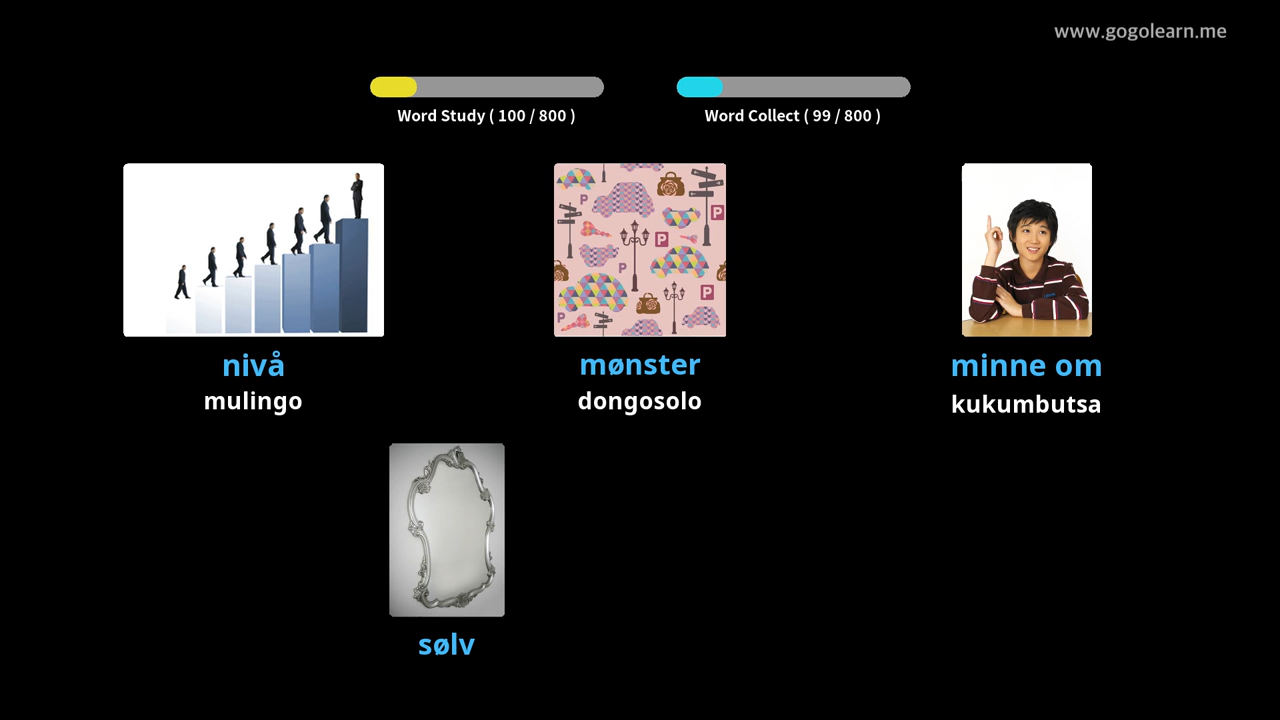 www.gogolearn.me
Word Study ( 100 / 800 )
Word Collect ( 99 / 800 )
nivå
mulingo
mønster
dongosolo
minne om
kukumbutsa
sølv
P
P
P
P
P
P